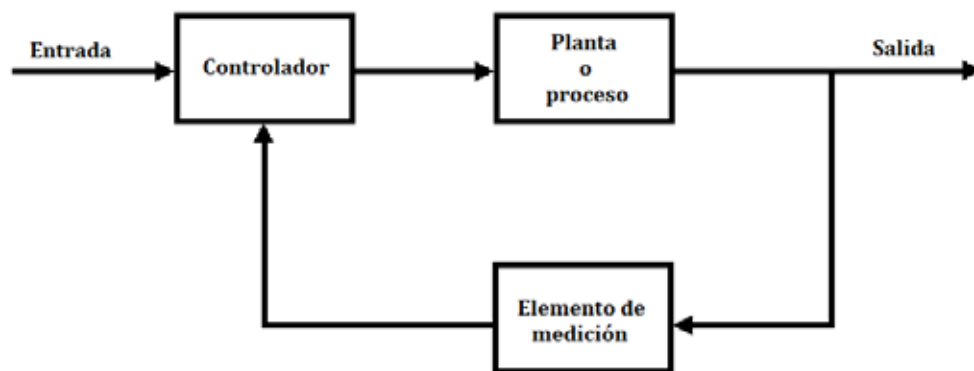 Entrada
Controlador
Planta
o
proceso
Salida
Elemento de
medición